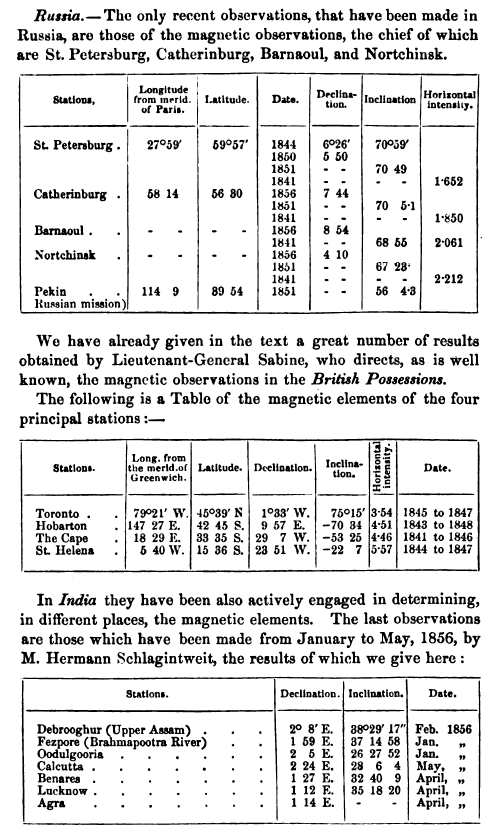 Russia.—The only recent observations, that have been made in
Russia, are those of the magnetic observations, the chief of which
are St. Petersburg, Catherinburg, Barnaoul, and Nortchinsk.
Stations, Longitude from merid. of Paris. Latitude. Date. Declina-tion. Inclination Horizontal intensity.
St. Petersburg . 27°59′ 59°57′ 1844 6°26′ 70°59′
1850 5 50
1851 - - 70 49
1841 - - - - 1·652
Catherinburg . 58 14 56 80 1856 7 44
1851 - - 70 5·1
1841 - - - - 1·850
Barnaoul . . - - - - 1856 8 54
1841 - - 68 55 2·061
Nortchinsk . - - - - 1856 4 10
1851 - - 67 23·
1841 - - 2·212
Pekin . . 114 9 39 54 1851 - - 56 4·3
Russian mission)
We have already given in the text a great number of results
obtained by Lieutenant-General Sabine, who directs, as is well
known, the magnetic observations in the British Possessions.
The following is a Table of the magnetic elements of the four
principal stations :—
Stations. Long. from the merid. of Greenwich. Latitude. Declination. Inclina-tion. Horizontal intensity. Date.
Toronto . . 79°21′ W. 45°39′ N 1°33′ W. 75°15′ 3·54 1845 to 1847
Hobarton . 147 27 E. 42 45 S. 9 57 E. −70 34 4·51 1843 to 1848
The Cape . 18 29 E. 33 35 S. 29 7 W. −53 25 4·46 1841 to 1846
St. Helena . 5 40 W. 15 36 S. 23 51 W. −22 7 5·57 1844 to 1847
In India they have been also actively engaged in determining,
in different places, the magnetic elements. The last observations
are those which have been made from January to May, 1856, by
M. Hermann Schlagintweit, the results of which we give here :
Stations. Declination. Inclination. Date.
Debrooghur (Upper Assam) . . . 2° 8′ E. 38°29′ 17″ Feb. 1856
Fezpore (Brahmapootra River) . . 1 59 E. 37 14 58 Jan. „
Oodulgooria . . . . . 2 5 E. 26 27 52 Jan. „
Calcutta . . . . . . . 2 24 E. 28 6 4 May, „
Benares . . . . . . . 1 27 E. 32 40 9 April, „
Lucknow . . . . . . . 1 12 E. 35 18 20 April, „
Agra . . . . . . . 1 14 E. - - April, „